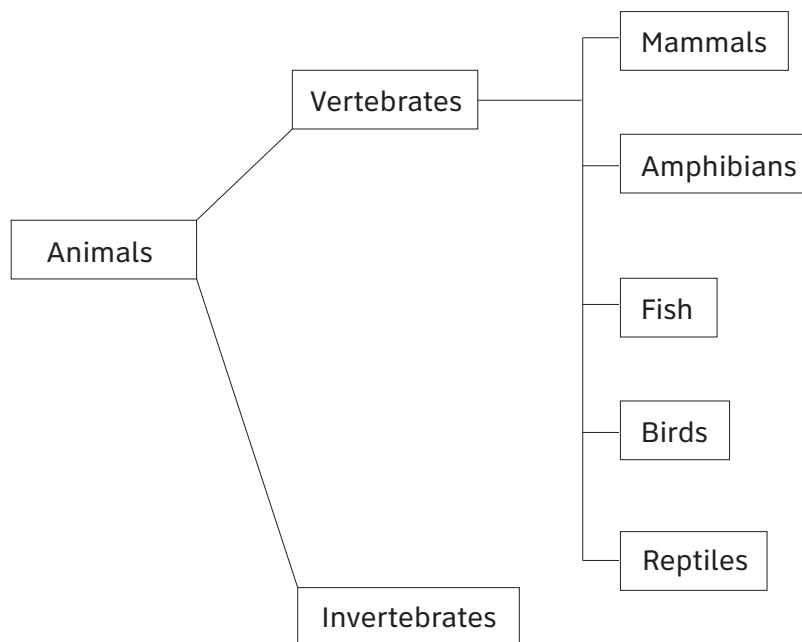 Animals
Vertebrates
Mammals
Amphibians
Fish
Birds
Reptiles
Invertebrates